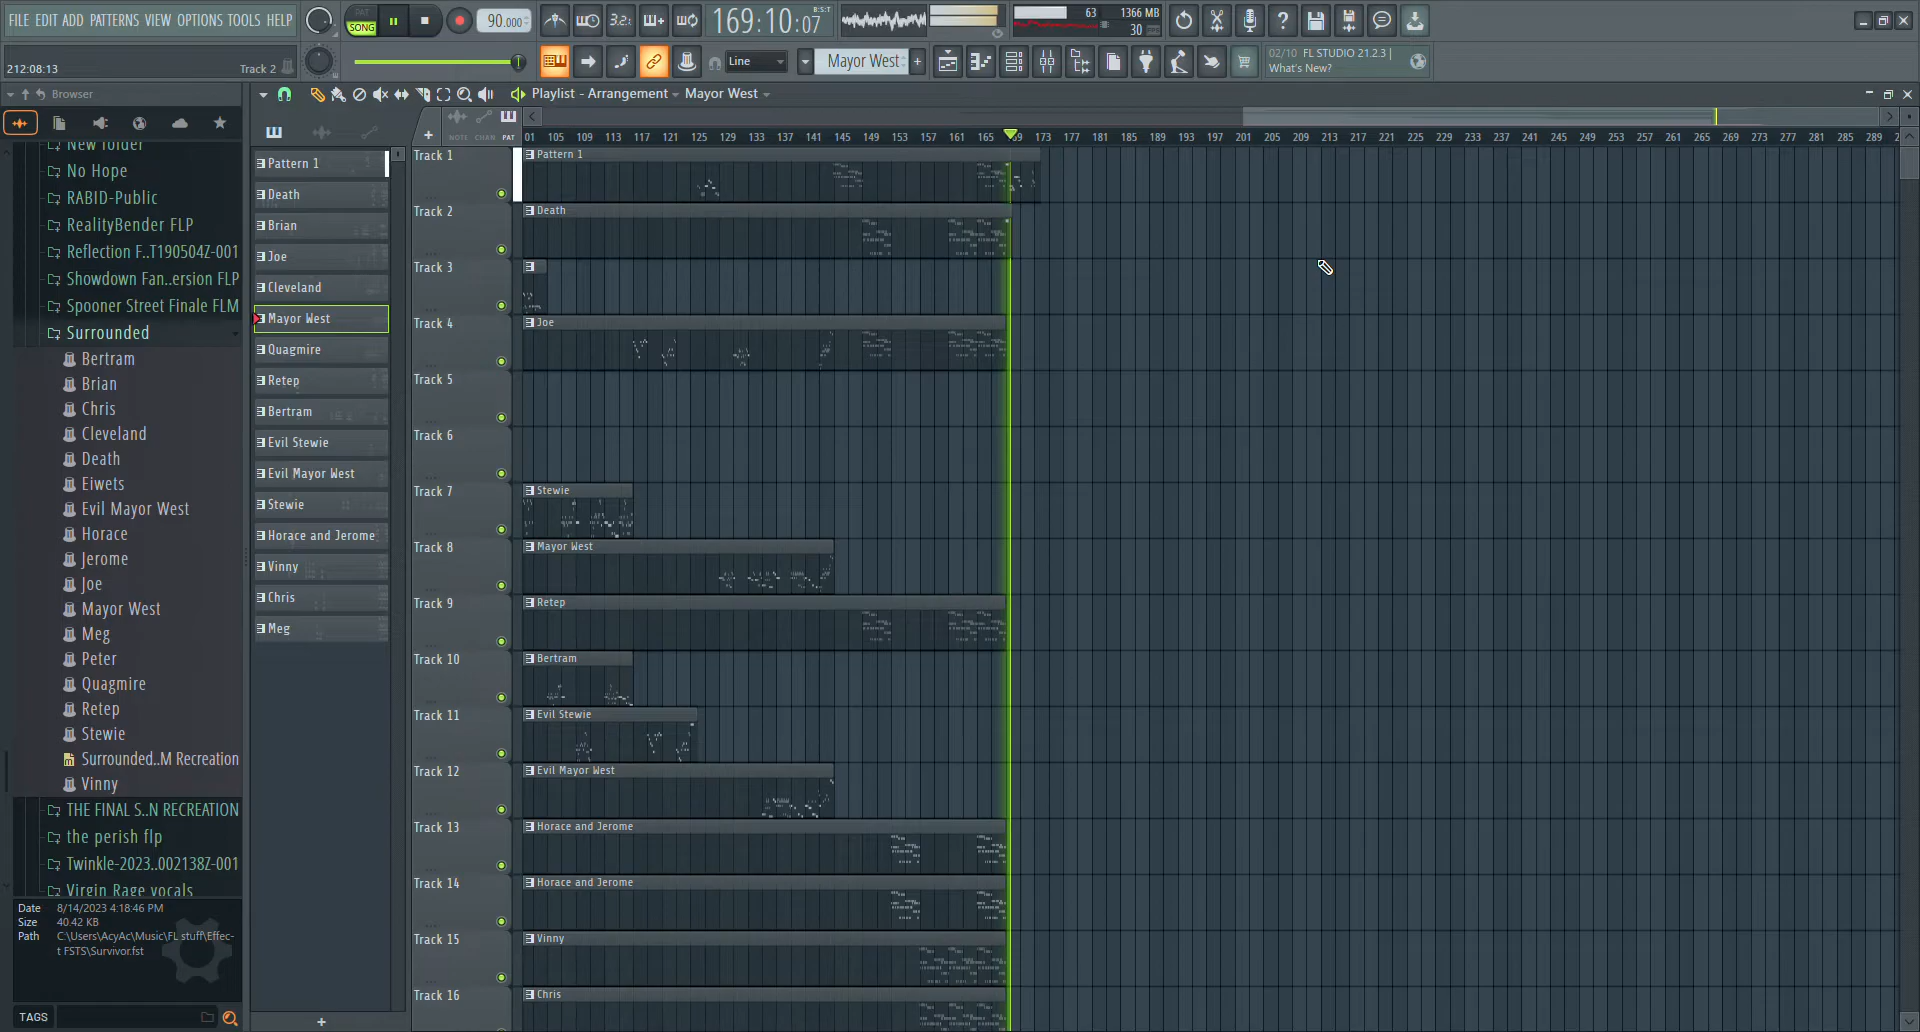 FILE EDIT ADD PATTERNS VIEW OPTIONS TOOLS HELP
PAT
SONG
90.000
3.2.
169:10:07
B:S:T
63
1366 MB
30
212:08:13
Track 2
Line
Mayor West
02/10 FL STUDIO 21.2.3 |
What's New?
Browser
Playlist - Arrangement Mayor West
NOTE CHAN PAT
01 105 109 113 117 121 125 129 133 137 141 145 149 153 157 161 165 169 173 177 181 185 189 193 197 201 205 209 213 217 221 225 229 233 237 241 245 249 253 257 261 265 269 273 277 281 285 289
New folder
No Hope
RABID-Public
RealityBender FLP
Reflection F..T190504Z-001
Showdown Fan..ersion FLP
Spooner Street Finale FLM
Surrounded
Bertram
Brian
Chris
Cleveland
Death
Eiwets
Evil Mayor West
Horace
Jerome
Joe
Mayor West
Meg
Peter
Quagmire
Retep
Stewie
Surrounded..M Recreation
Vinny
THE FINAL S..N RECREATION
the perish flp
Twinkle-2023..002138Z-001
Virgin Rage vocals
Date 8/14/2023 4:18:46 PM
Size 40.42 KB
Path C:\Users\AcyAc\Music\FL stuff\Effec-
t FSTS\Survivor.fst
TAGS
Pattern 1
Death
Brian
Joe
Cleveland
Mayor West
Quagmire
Retep
Bertram
Evil Stewie
Evil Mayor West
Stewie
Horace and Jerome
Vinny
Chris
Meg
Track 1
Pattern 1
Track 2
Death
Track 3
Track 4
Joe
Track 5
Track 6
Track 7
Stewie
Track 8
Mayor West
Track 9
Retep
Track 10
Bertram
Track 11
Evil Stewie
Track 12
Evil Mayor West
Track 13
Horace and Jerome
Track 14
Horace and Jerome
Track 15
Vinny
Track 16
Chris